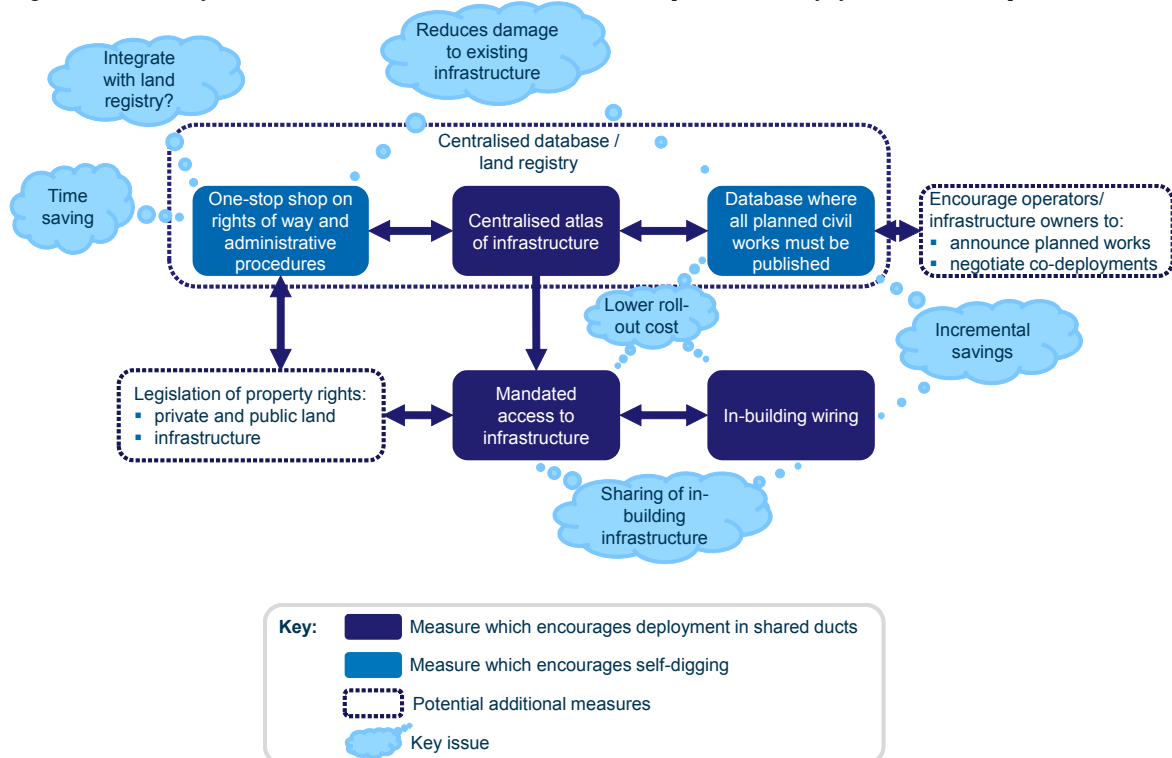 Reduces damage
to existing
infrastructure
Integrate
with land
registry?
Centralised database /
land registry
Time
saving
One-stop shop on
rights of way and
administrative
procedures
Centralised atlas
of infrastructure
Database where
all planned civil
works must be
published
Encourage operators/
infrastructure owners to:
▪ announce planned works
▪ negotiate co-deployments
Lower roll-
out cost
Incremental
savings
Legislation of property rights:
▪ private and public land
▪ infrastructure
Mandated
access to
infrastructure
In-building wiring
Sharing of in-
building
infrastructure
Key:
Measure which encourages deployment in shared ducts
Measure which encourages self-digging
Potential additional measures
Key issue